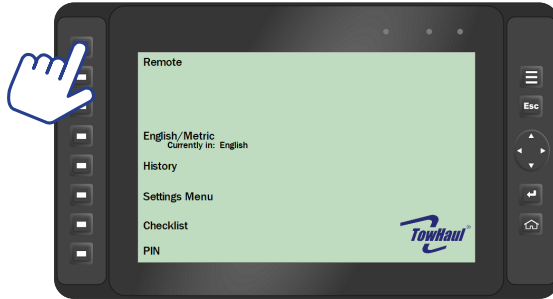 Remote
English/Metric
Currently in: English
History
Settings Menu
Checklist
PIN
TowHaul®
Esc